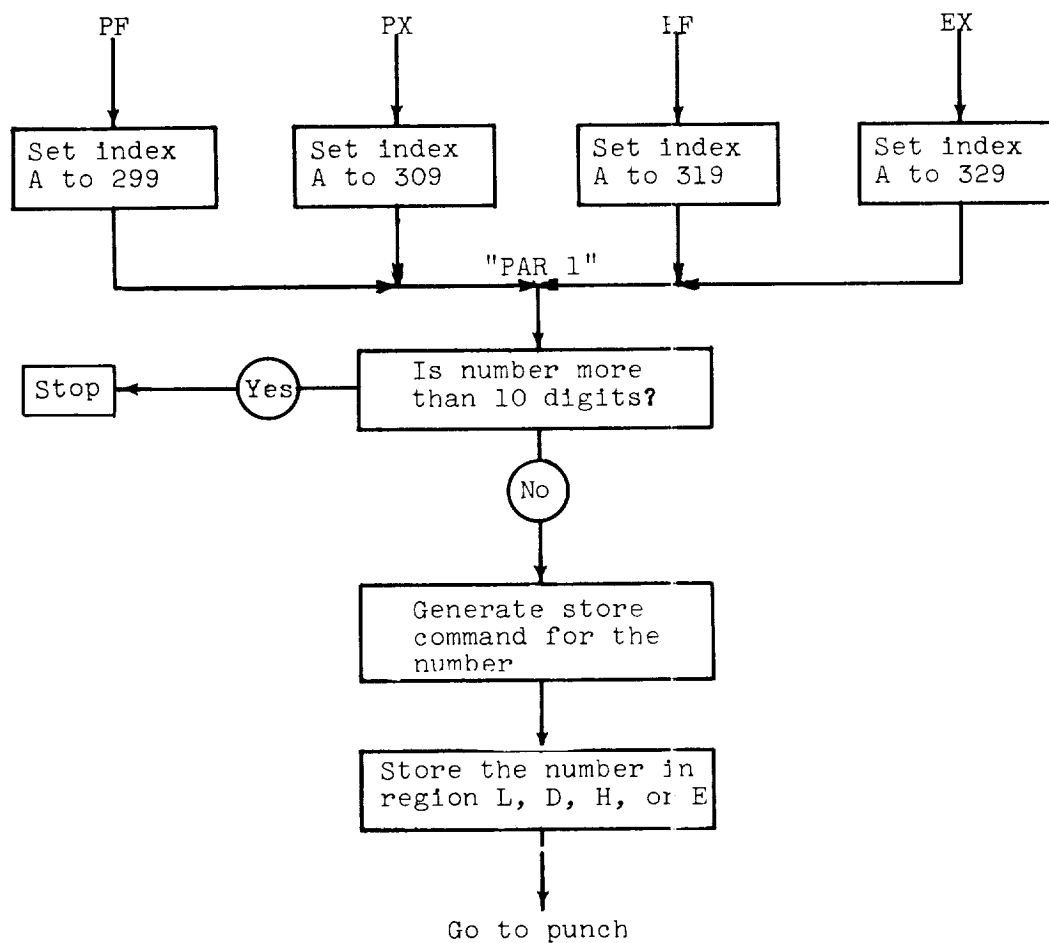 PF
PX
EX
Set index
A to 299
Set index
A to 309
Set index
A to 319
Set index
A to 329
"PAR 1"
Is number more
than 10 digits?
Yes
Stop
No
Generate store
command for the
number
Store the number in
region L, D, H, or E
Go to punch